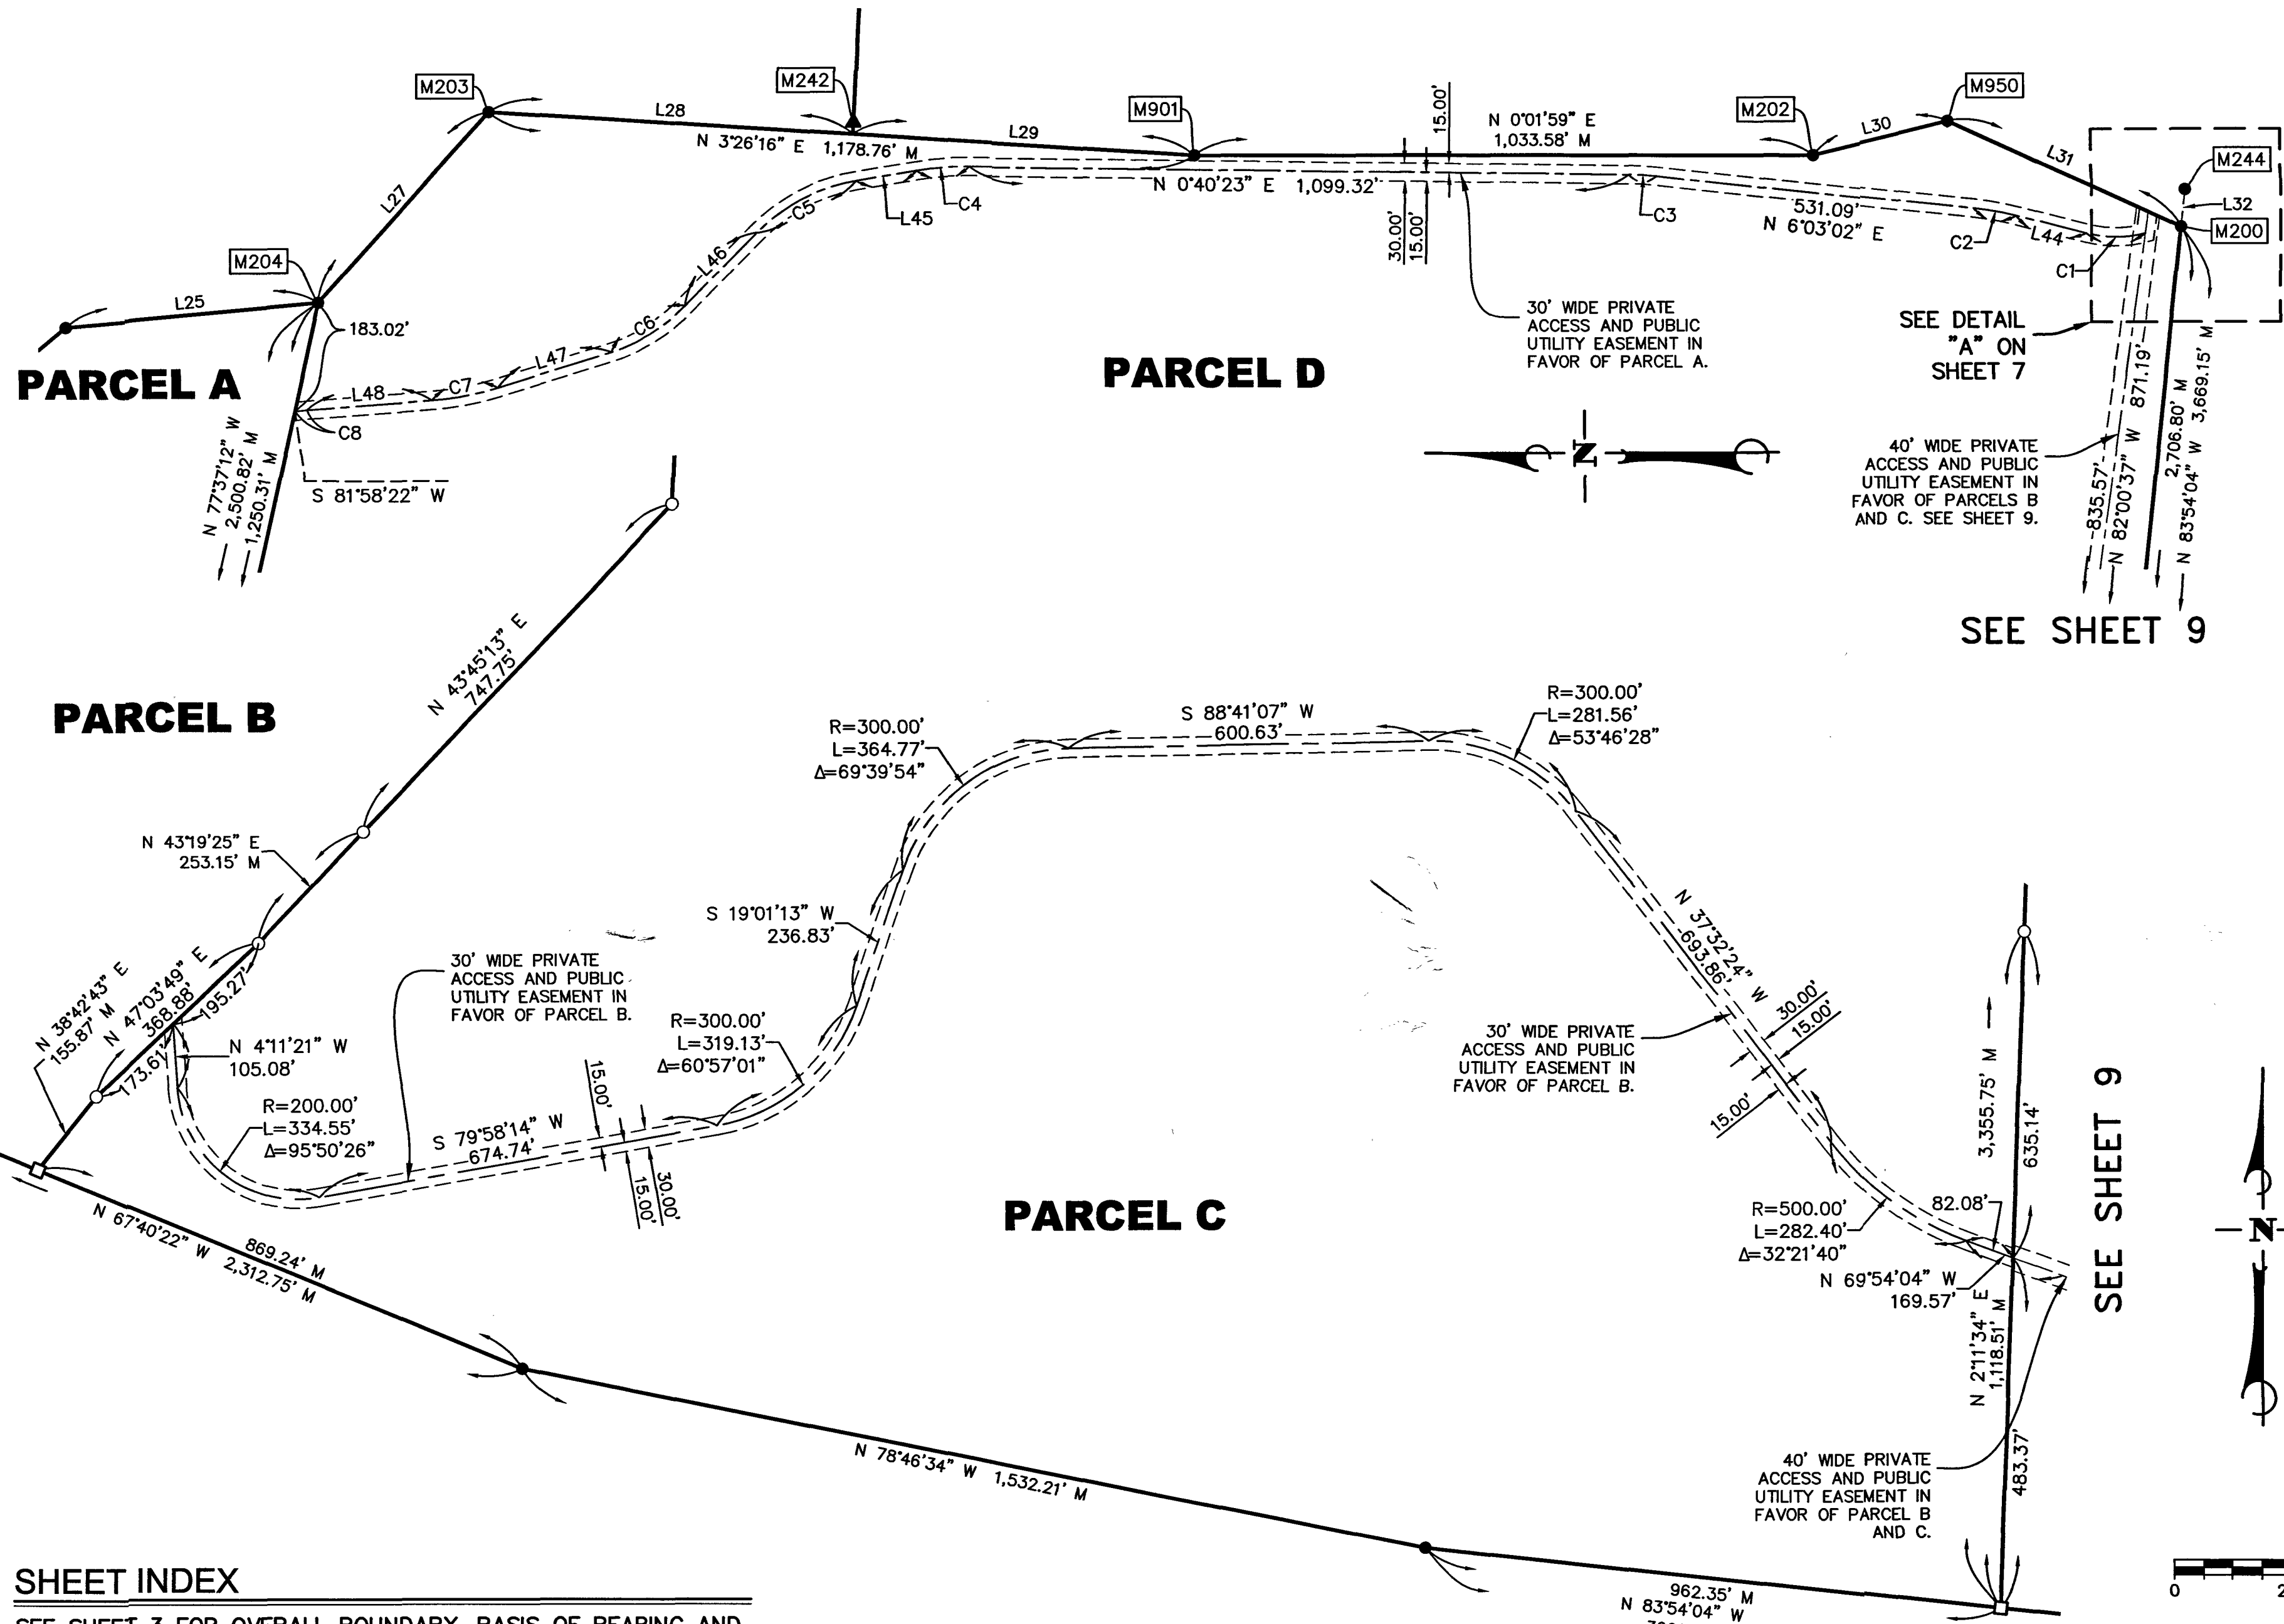 M203
M242
M901
M202
M950
M244
M200
M204
L28
N 3°26'16" E 1,178.76' M
L29
15.00'
N 0°01'59" E
1,033.58' M
L30
L31
L32
L27
L25
183.02'
N 0°40'23" E 1,099.32'
30.00'
15.00'
C3
531.09'
N 6°03'02" E
C2
L44
C1
C4
L45
C5
L46
C6
L47
C7
L48
C8
PARCEL A
S 81°58'22" W
N 77°37'12" W
2,500.82' M
1,250.31' M
PARCEL D
30' WIDE PRIVATE
ACCESS AND PUBLIC
UTILITY EASEMENT IN
FAVOR OF PARCEL A.
N
SEE DETAIL
"A" ON
SHEET 7
40' WIDE PRIVATE
ACCESS AND PUBLIC
UTILITY EASEMENT IN
FAVOR OF PARCELS B
AND C. SEE SHEET 9.
835.57'
N 82°00'37" W 871.19'
2,706.80' M
N 83°54'04" W 3,669.15' M
SEE SHEET 9
PARCEL B
N 43°45'13" E
747.75'
N 43°19'25" E
253.15' M
N 38°42'43" E
155.87' M
N 47°03'49" E
368.88'
195.27'
173.61'
N 4°11'21" W
105.08'
R=200.00'
L=334.55'
Δ=95°50'26"
30' WIDE PRIVATE
ACCESS AND PUBLIC
UTILITY EASEMENT IN
FAVOR OF PARCEL B.
S 79°58'14" W
674.74'
15.00'
15.00'
30.00'
R=300.00'
L=319.13'
Δ=60°57'01"
S 19°01'13" W
236.83'
R=300.00'
L=364.77'
Δ=69°39'54"
S 88°41'07" W
600.63'
R=300.00'
L=281.56'
Δ=53°46'28"
N 37°32'24" W
693.86'
30.00'
15.00'
15.00'
30' WIDE PRIVATE
ACCESS AND PUBLIC
UTILITY EASEMENT IN
FAVOR OF PARCEL B.
R=500.00'
L=282.40'
Δ=32°21'40"
82.08'
N 69°54'04" W
169.57'
3,355.75' M
635.14'
N 2°11'34" E
1,118.51' M
483.37'
SEE SHEET 9
N
PARCEL C
40' WIDE PRIVATE
ACCESS AND PUBLIC
UTILITY EASEMENT IN
FAVOR OF PARCEL B
AND C.
869.24' M
N 67°40'22" W 2,312.75' M
N 78°46'34" W 1,532.21' M
962.35' M
N 83°54'04" W
0
SHEET INDEX
SEE SHEET 3 FOR OVERALL BOUNDARY, BASIS OF BEARING AND